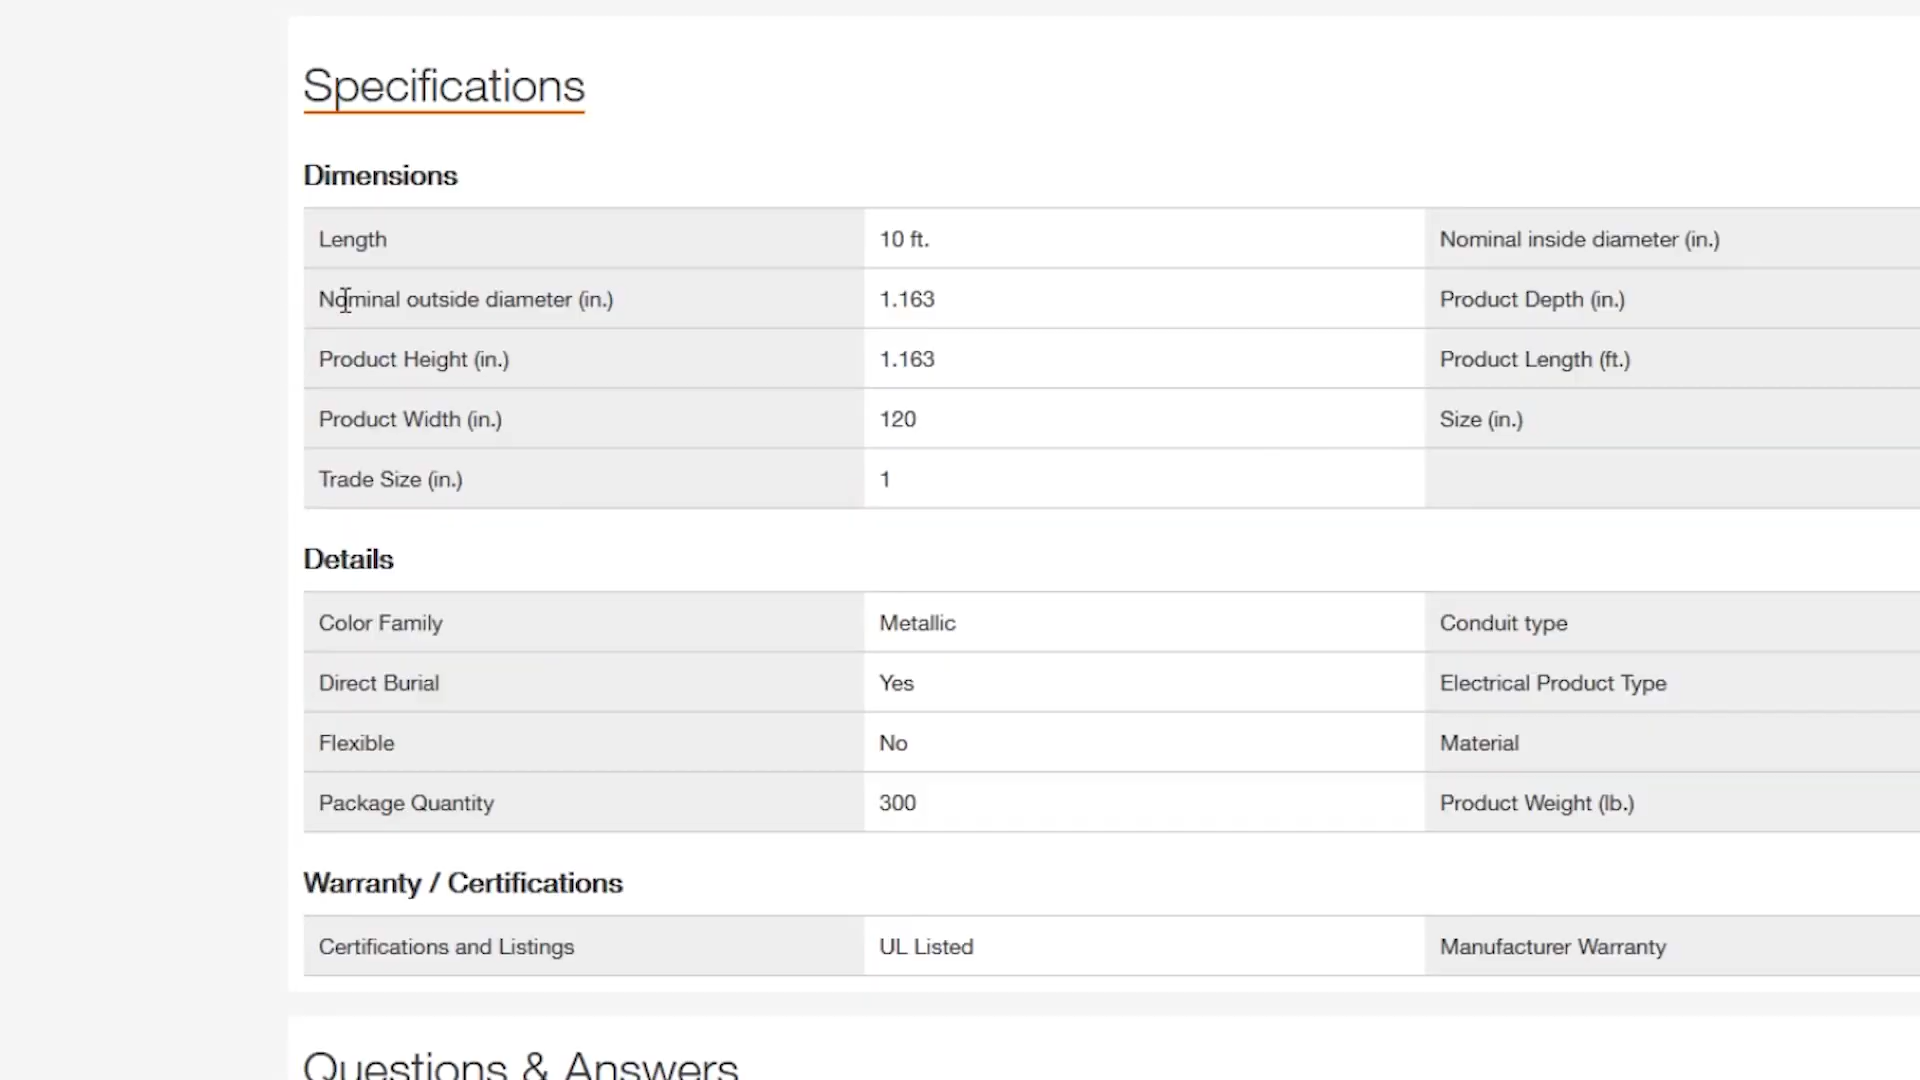 Specifications
Dimensions
Length 10 ft. Nominal inside diameter (in.)
Nominal outside diameter (in.) 1.163 Product Depth (in.)
Product Height (in.) 1.163 Product Length (ft.)
Product Width (in.) 120 Size (in.)
Trade Size (in.) 1
Details
Color Family Metallic Conduit type
Direct Burial Yes Electrical Product Type
Flexible No Material
Package Quantity 300 Product Weight (lb.)
Warranty / Certifications
Certifications and Listings UL Listed Manufacturer Warranty
Questions & Answers